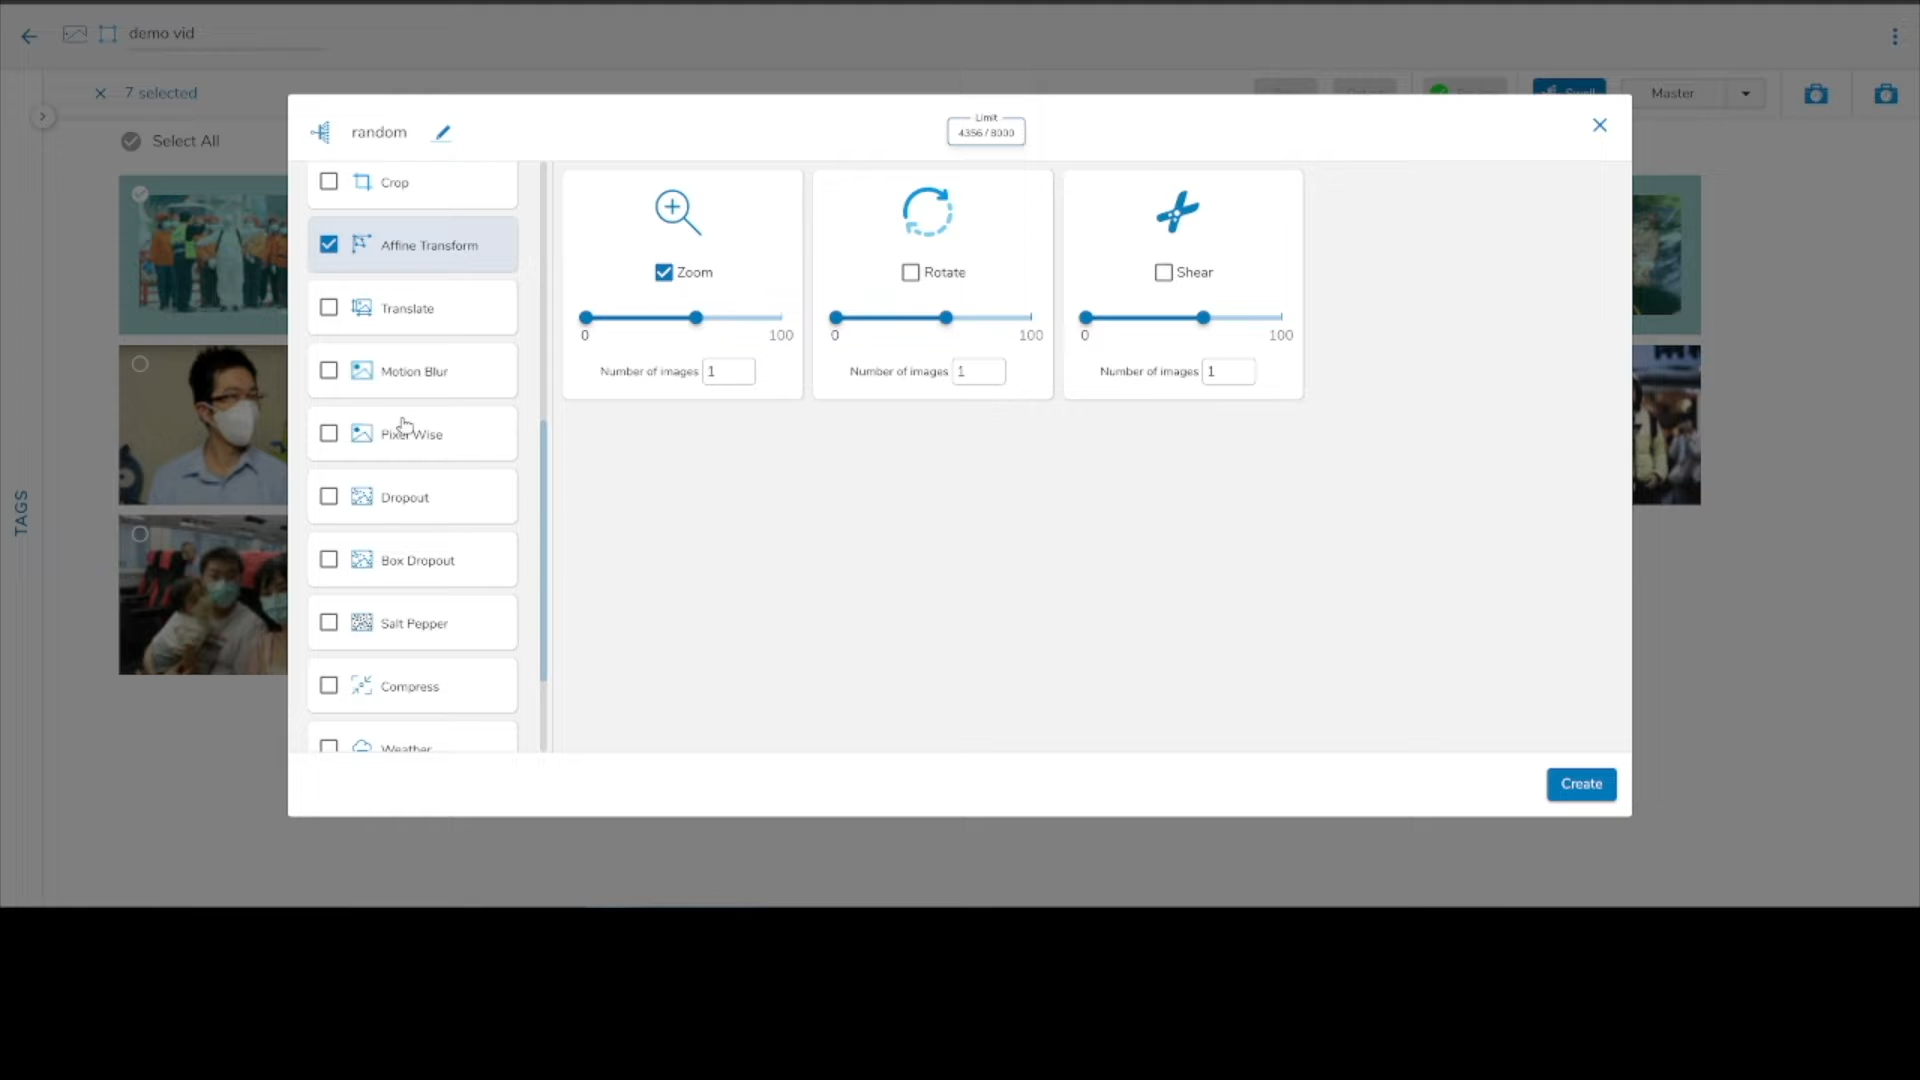 demo vid
7 selected
Master
Select All
TAGS
random
Limit
4356 / 8000
Crop
Affine Transform
Translate
Motion Blur
Pixel Wise
Dropout
Box Dropout
Salt Pepper
Compress
Weather
Zoom
0 100
Number of images 1
Rotate
0 100
Number of images 1
Shear
0 100
Number of images 1
Create